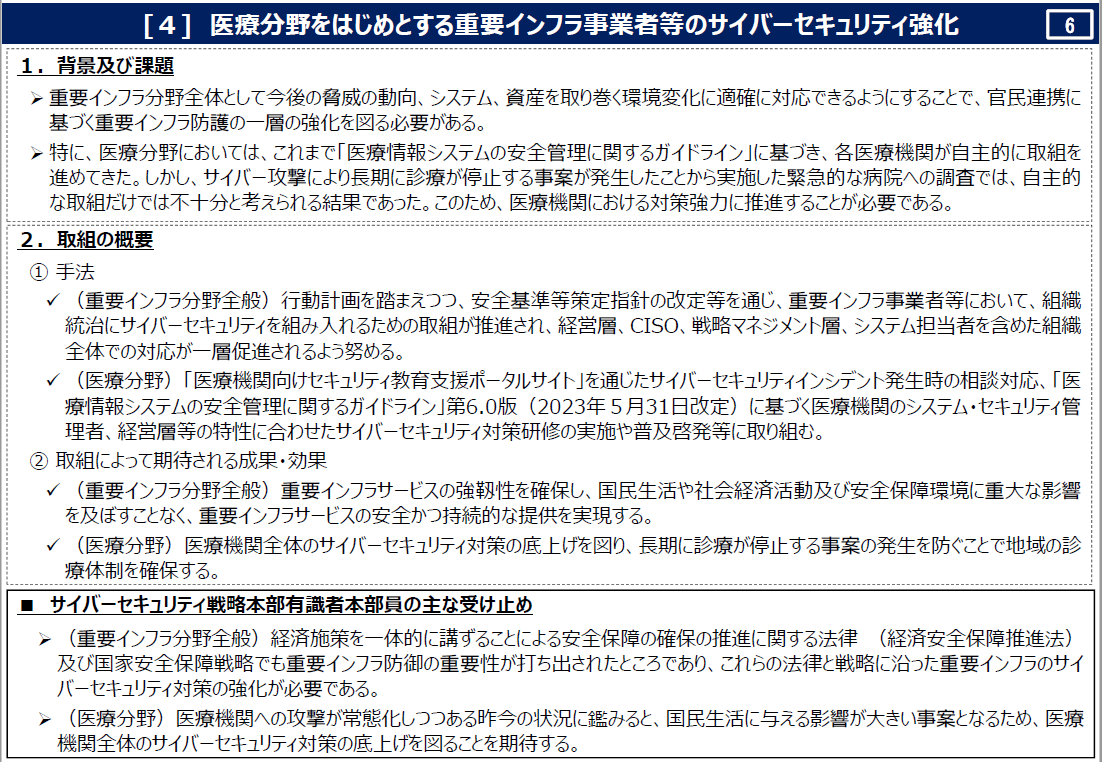 ［４］ 医療分野をはじめとする重要インフラ事業者等のサイバーセキュリティ強化
6
１．背景及び課題
➢ 重要インフラ分野全体として今後の脅威の動向、システム、資産を取り巻く環境変化に適確に対応できるようにすることで、官民連携に
基づく重要インフラ防護の一層の強化を図る必要がある。
➢ 特に、医療分野においては、これまで「医療情報システムの安全管理に関するガイドライン」に基づき、各医療機関が自主的に取組を
進めてきた。しかし、サイバー攻撃により長期に診療が停止する事案が発生したことから実施した緊急的な病院への調査では、自主的
な取組だけでは不十分と考えられる結果であった。このため、医療機関における対策強力に推進することが必要である。
２．取組の概要
① 手法
✓ （重要インフラ分野全般）行動計画を踏まえつつ、安全基準等策定指針の改定等を通じ、重要インフラ事業者等において、組織
統治にサイバーセキュリティを組み入れるための取組が推進され、経営層、CISO、戦略マネジメント層、システム担当者を含めた組織
全体での対応が一層促進されるよう努める。
✓ （医療分野）「医療機関向けセキュリティ教育支援ポータルサイト」を通じたサイバーセキュリティインシデント発生時の相談対応、「医
療情報システムの安全管理に関するガイドライン」第6.0版（2023年５月31日改定）に基づく医療機関のシステム・セキュリティ管
理者、経営層等の特性に合わせたサイバーセキュリティ対策研修の実施や普及啓発等に取り組む。
② 取組によって期待される成果・効果
✓ （重要インフラ分野全般）重要インフラサービスの強靱性を確保し、国民生活や社会経済活動及び安全保障環境に重大な影響
を及ぼすことなく、重要インフラサービスの安全かつ持続的な提供を実現する。
✓ （医療分野）医療機関全体のサイバーセキュリティ対策の底上げを図り、長期に診療が停止する事案の発生を防ぐことで地域の診
療体制を確保する。
■ サイバーセキュリティ戦略本部有識者本部員の主な受け止め
➢ （重要インフラ分野全般）経済施策を一体的に講ずることによる安全保障の確保の推進に関する法律 （経済安全保障推進法）
及び国家安全保障戦略でも重要インフラ防御の重要性が打ち出されたところであり、これらの法律と戦略に沿った重要インフラのサイ
バーセキュリティ対策の強化が必要である。
➢ （医療分野）医療機関への攻撃が常態化しつつある昨今の状況に鑑みると、国民生活に与える影響が大きい事案となるため、医療
機関全体のサイバーセキュリティ対策の底上げを図ることを期待する。